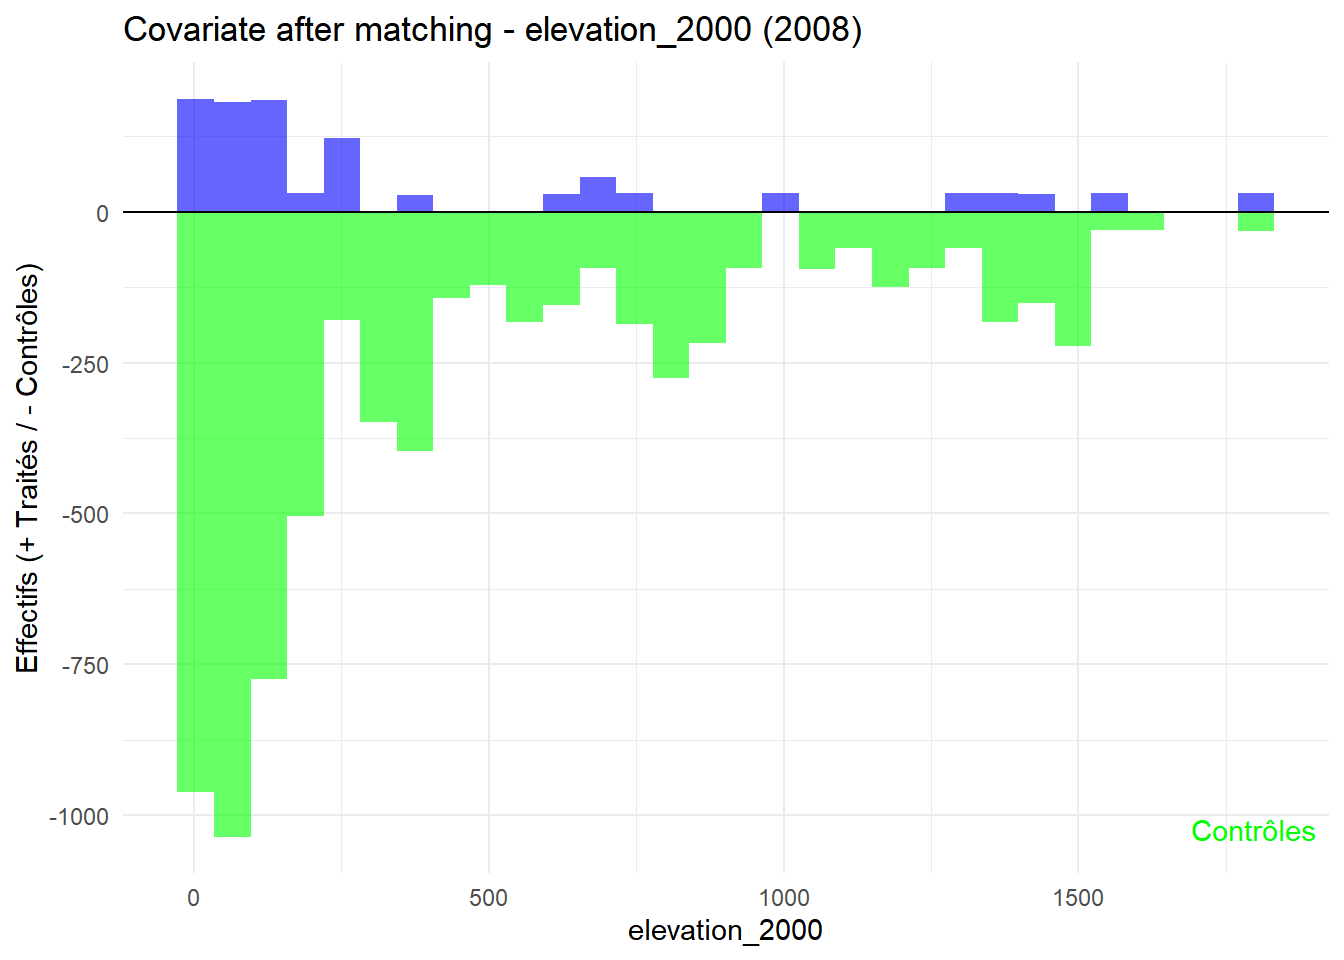 Covariate after matching - elevation_2000 (2008)
Effectifs (+ Traités / - Contrôles)
0
-250
-500
-750
-1000
Contrôles
0
500
1000
1500
elevation_2000